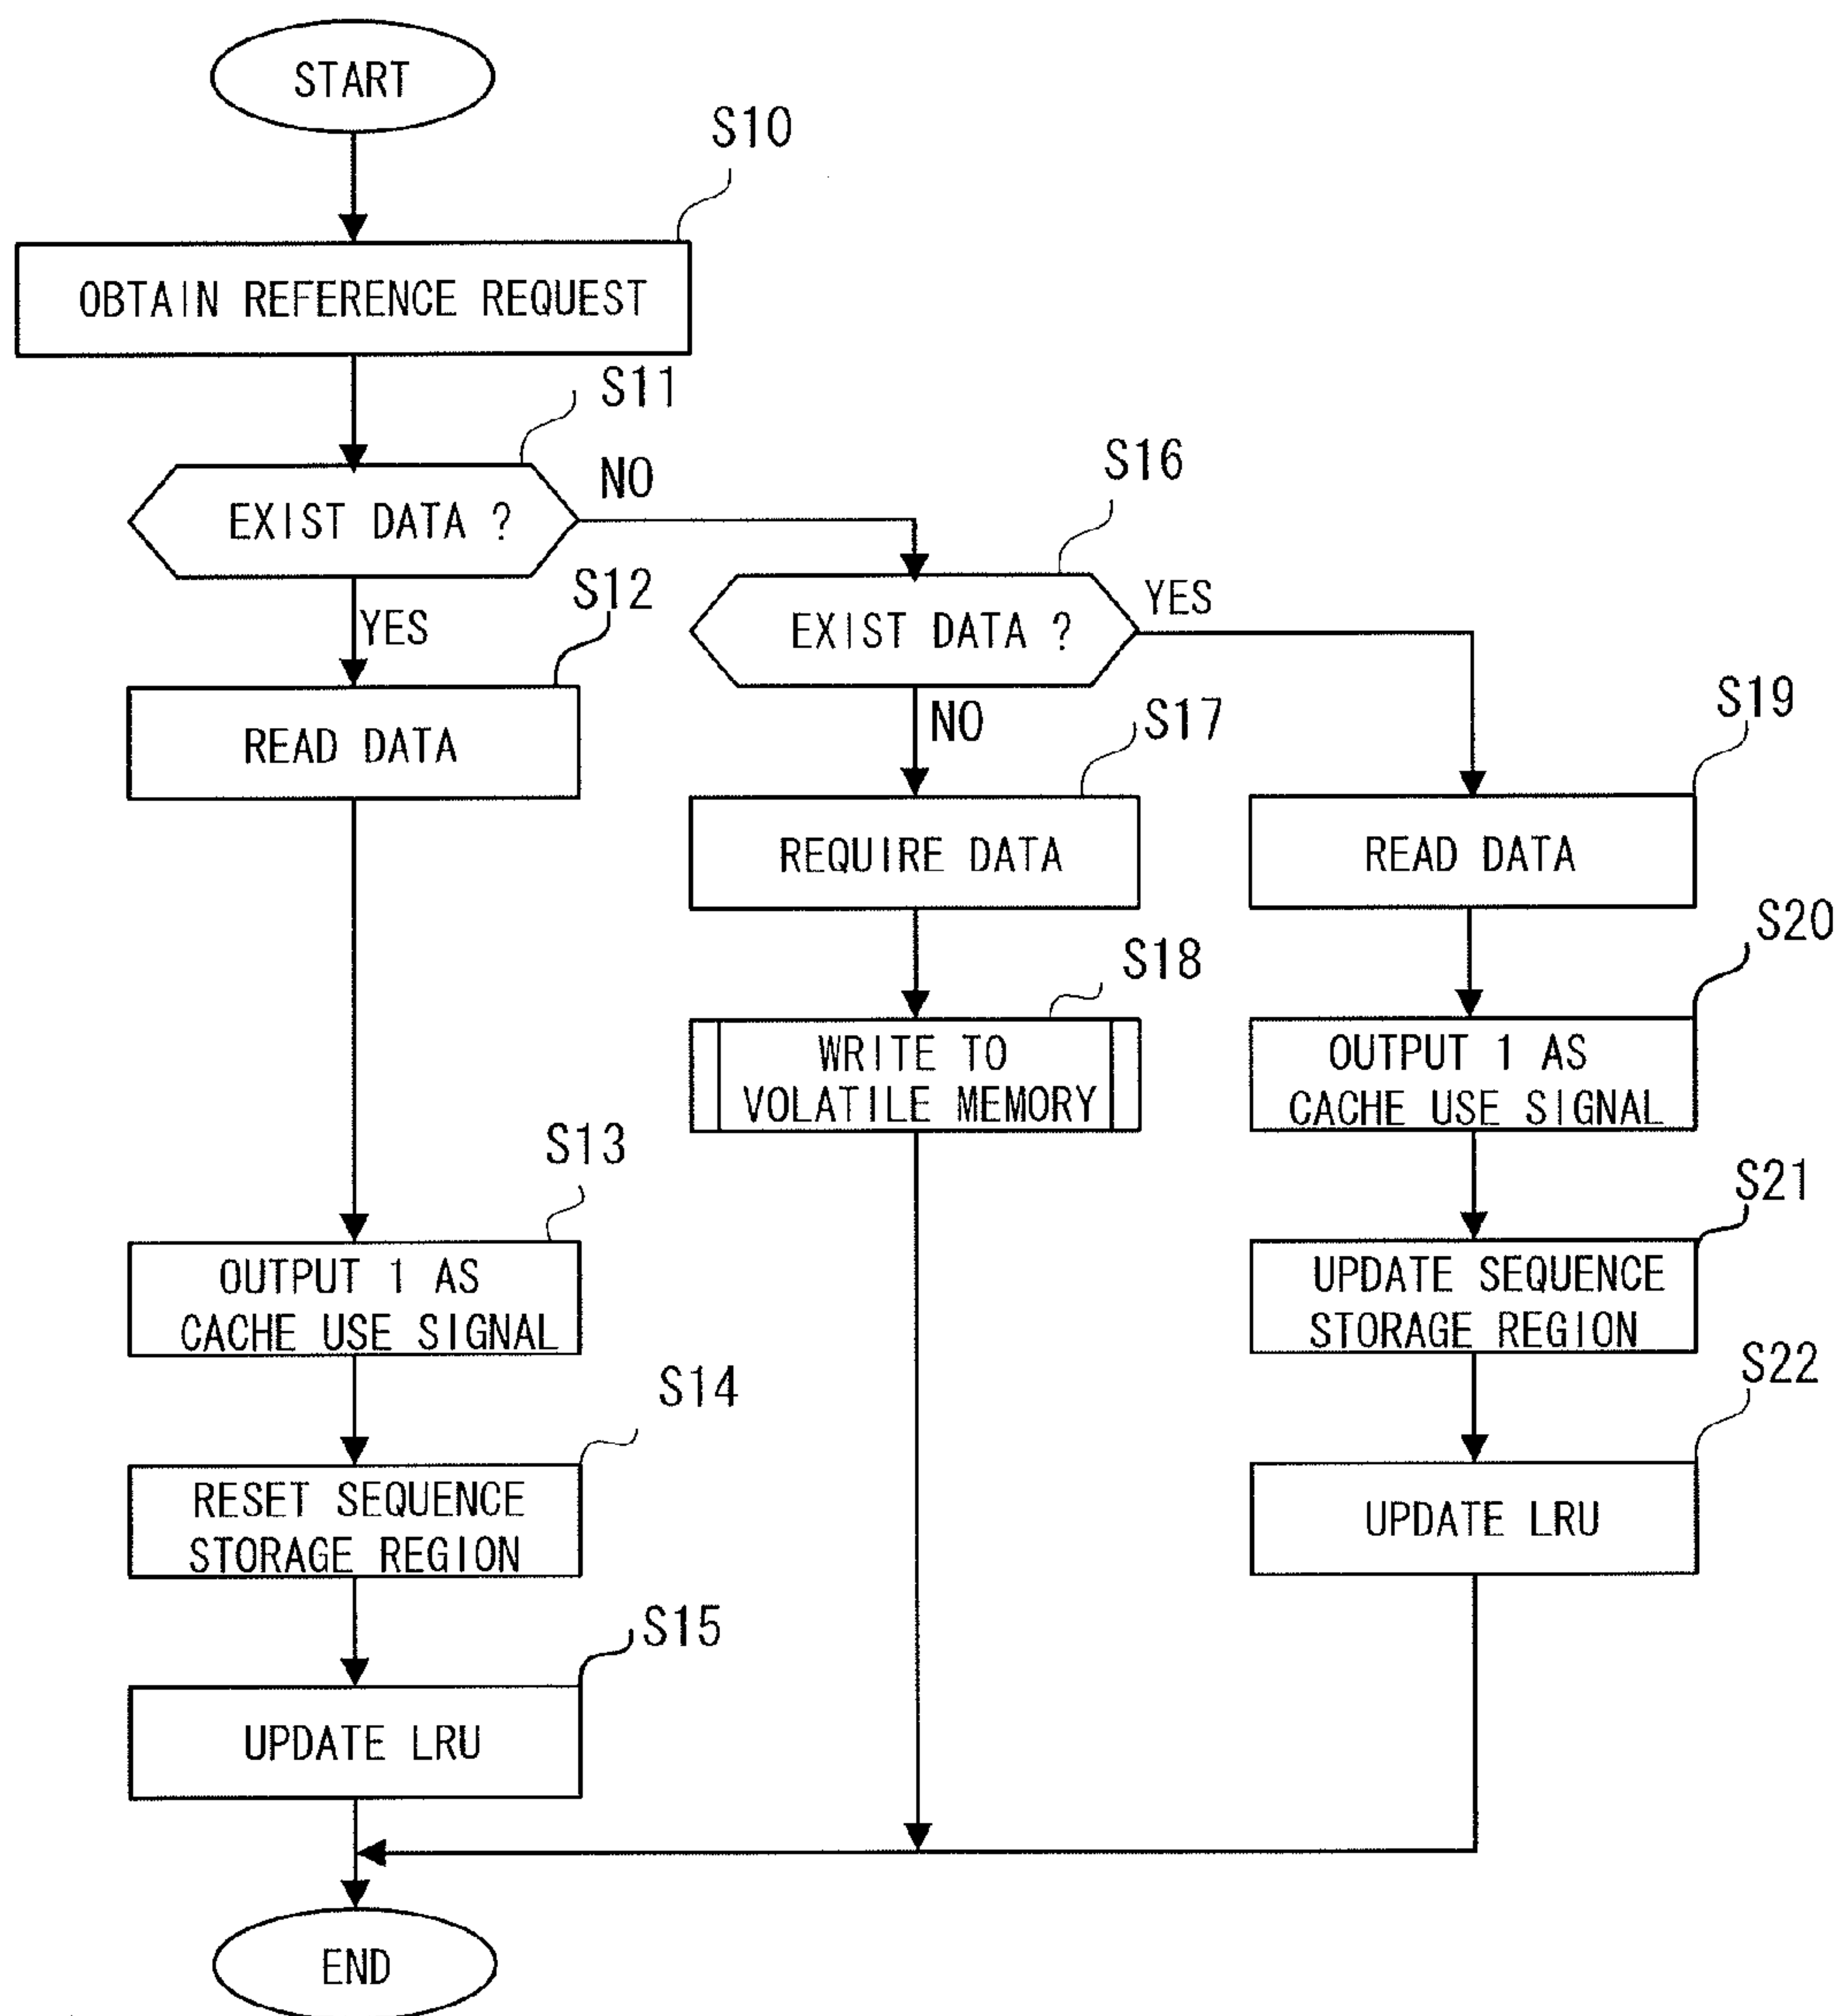 START
S10
OBTAIN REFERENCE REQUEST
S11
EXIST DATA ?
NO
S16
EXIST DATA ?
YES
YES
S12
READ DATA
NO
S17
REQUIRE DATA
S19
READ DATA
S18
WRITE TO
VOLATILE MEMORY
S20
OUTPUT 1 AS
CACHE USE SIGNAL
S13
OUTPUT 1 AS
CACHE USE SIGNAL
S21
UPDATE SEQUENCE
STORAGE REGION
S14
RESET SEQUENCE
STORAGE REGION
S22
UPDATE LRU
S15
UPDATE LRU
END